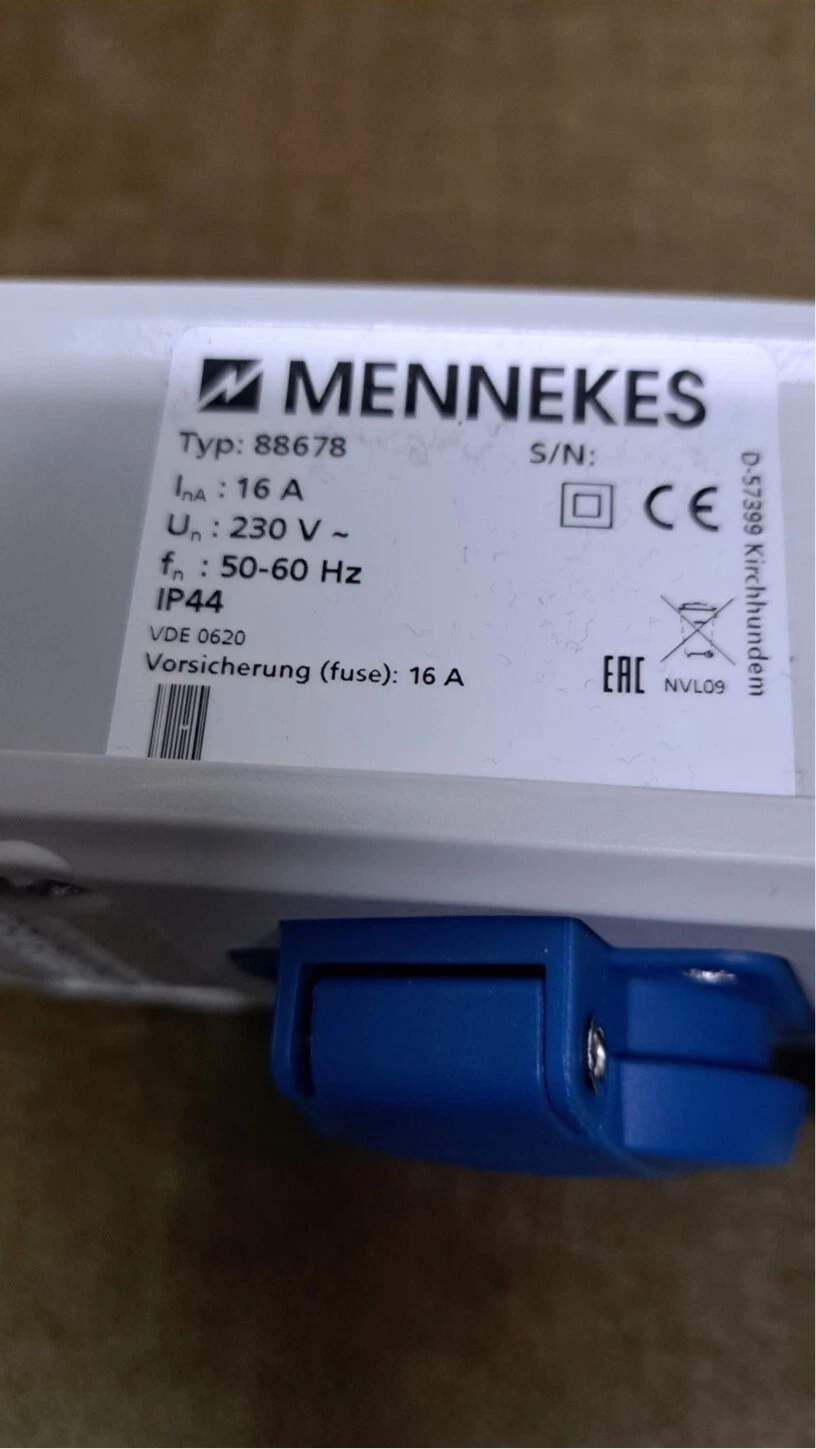 MENNEKES
Typ: 88678
S/N:
InA : 16 A
Un : 230 V ~
fn : 50-60 Hz
IP44
VDE 0620
Vorsicherung (fuse): 16 A
CE
EAC
NVL09
D-57399 Kirchhundem